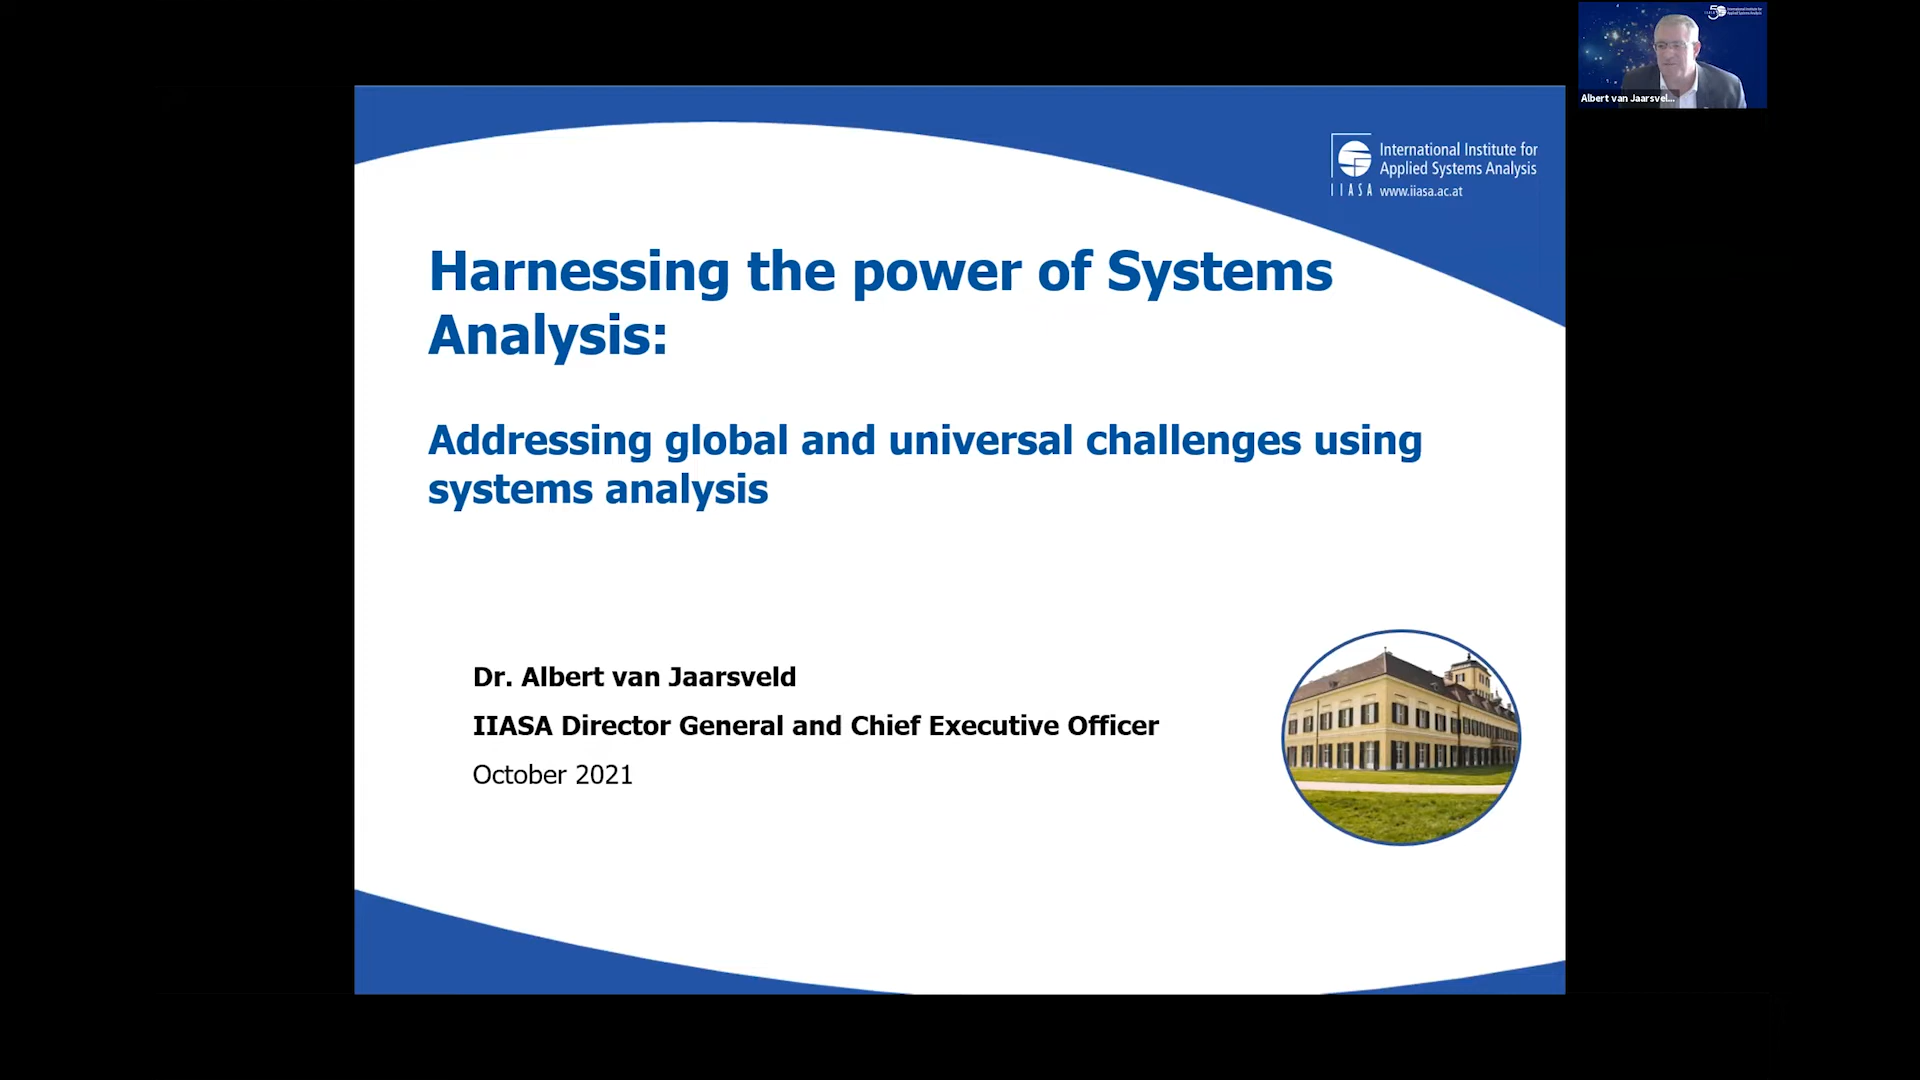 Albert van Jaarsvel...
International Institute for
Applied Systems Analysis
IIASA www.iiasa.ac.at
Harnessing the power of Systems
Analysis:
Addressing global and universal challenges using
systems analysis
Dr. Albert van Jaarsveld
IIASA Director General and Chief Executive Officer
October 2021